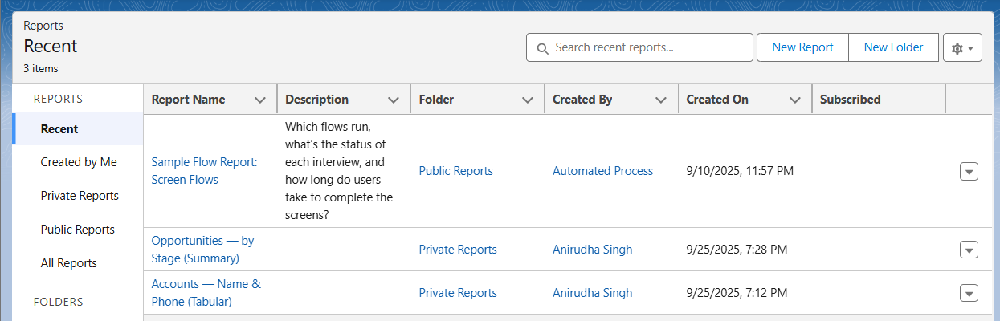 Reports
Recent
3 items
Search recent reports...
New Report
New Folder
REPORTS
Recent
Created by Me
Private Reports
Public Reports
All Reports
FOLDERS
Report Name
Description
Folder
Created By
Created On
Subscribed
Sample Flow Report:
Screen Flows
Which flows run,
what's the status of
each interview, and
how long do users
take to complete the
screens?
Public Reports
Automated Process
9/10/2025, 11:57 PM
Opportunities — by
Stage (Summary)
Private Reports
Anirudha Singh
9/25/2025, 7:28 PM
Accounts — Name &
Phone (Tabular)
Private Reports
Anirudha Singh
9/25/2025, 7:12 PM